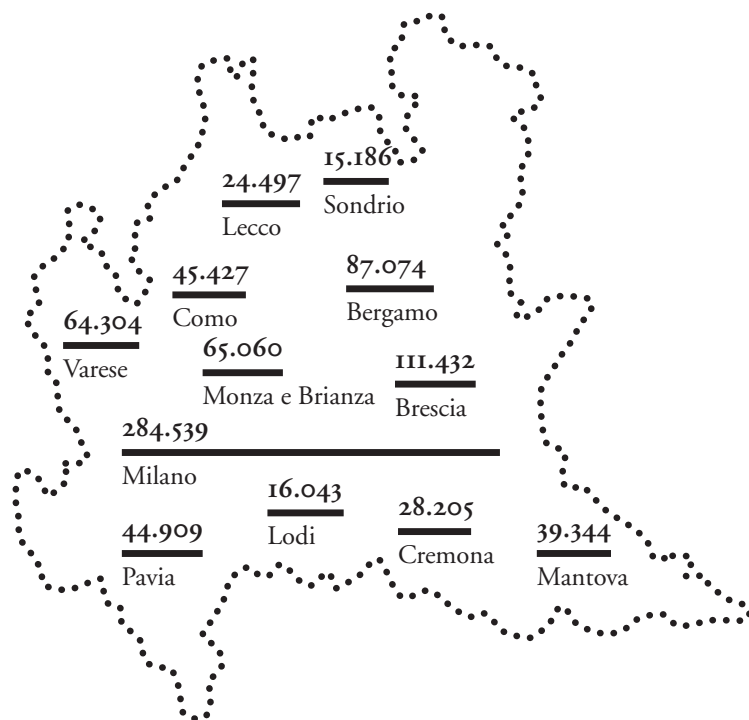 15.186
Sondrio
24.497
Lecco
45.427
Como
87.074
Bergamo
64.304
Varese
65.060
Monza e Brianza
111.432
Brescia
284.539
Milano
16.043
Lodi
28.205
Cremona
44.909
Pavia
39.344
Mantova